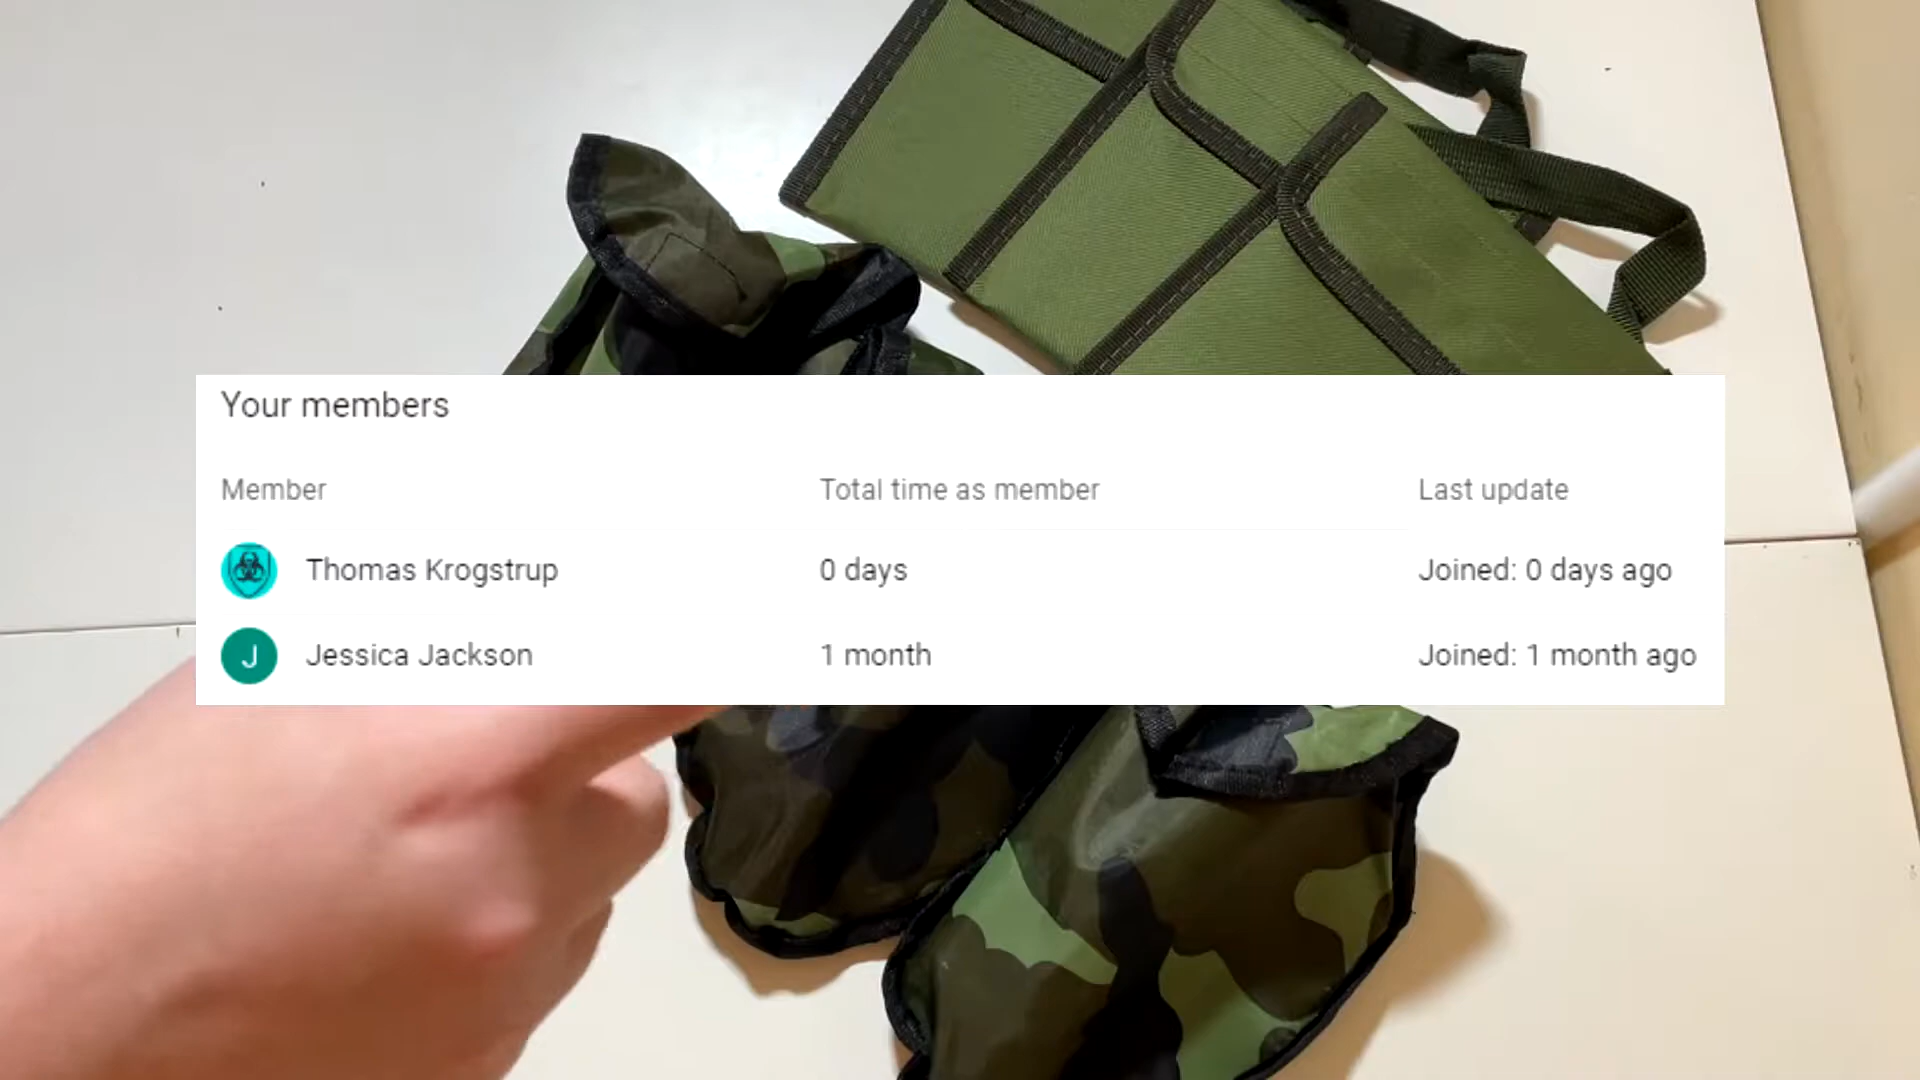 Your members
Member Total time as member Last update
Thomas Krogstrup 0 days Joined: 0 days ago
J Jessica Jackson 1 month Joined: 1 month ago